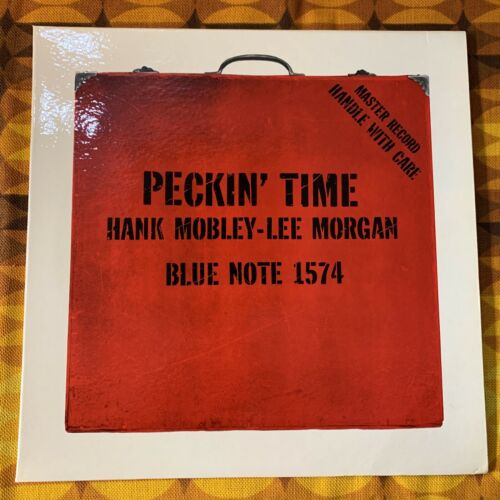 MASTER RECORD
HANDLE WITH CARE
PECKIN' TIME
HANK MOBLEY-LEE MORGAN
BLUE NOTE 1574